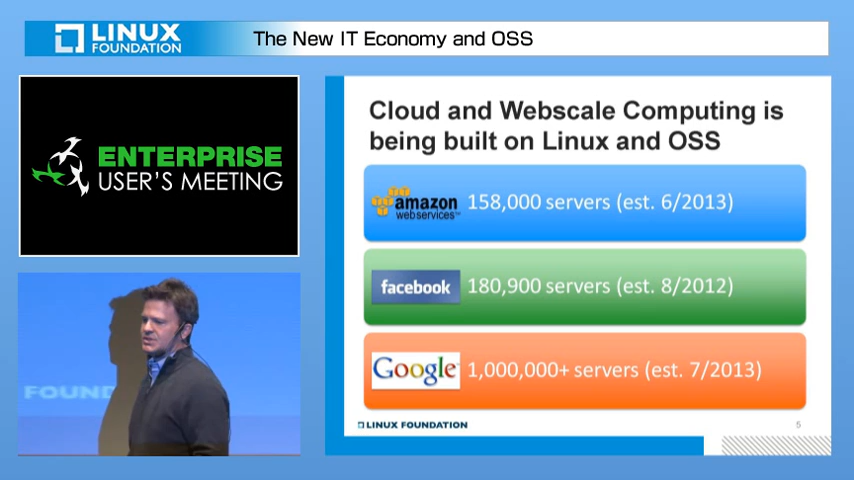 LINUX
FOUNDATION
The New IT Economy and OSS
ENTERPRISE
USER'S MEETING
Cloud and Webscale Computing is
being built on Linux and OSS
amazon
webservices™
158,000 servers (est. 6/2013)
facebook
180,900 servers (est. 8/2012)
Google™
1,000,000+ servers (est. 7/2013)
LINUX FOUNDATION
5
FOUND